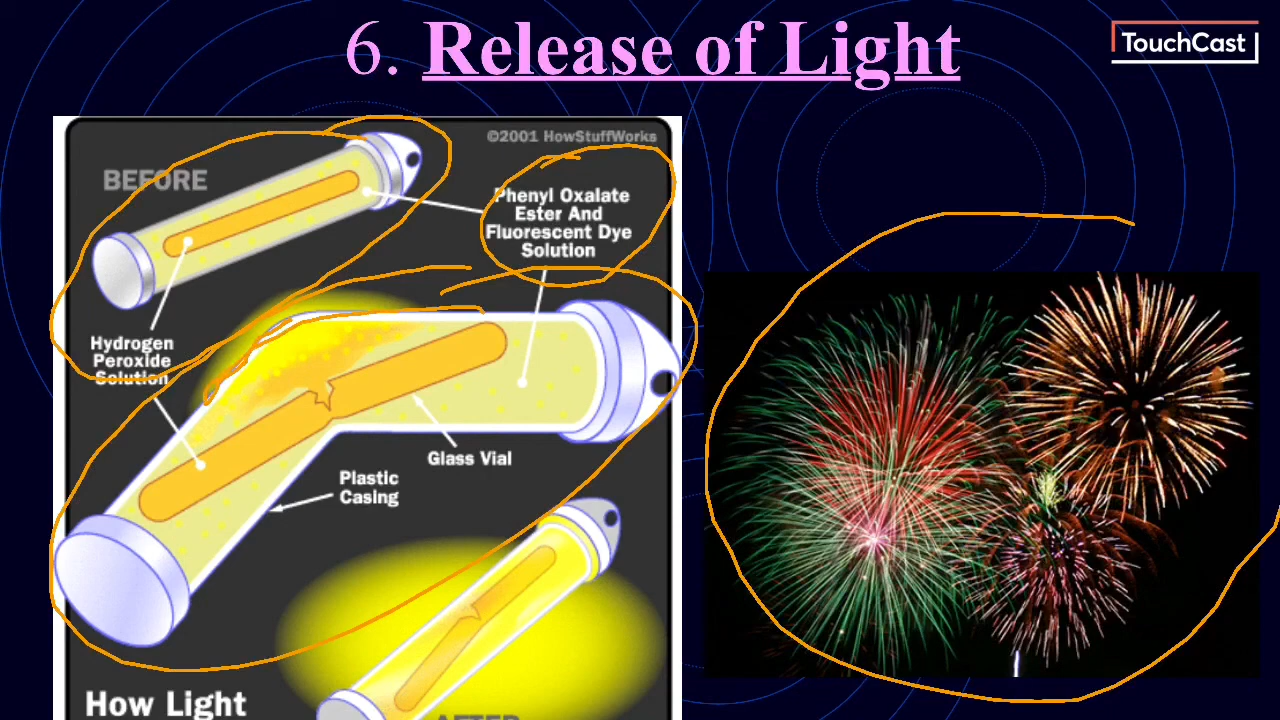 6. Release of Light
TouchCast
©2001 HowStuffWorks
BEFORE
Phenyl Oxalate
Ester And
Fluorescent Dye
Solution
Hydrogen
Peroxide
Solution
Glass Vial
Plastic
Casing
How Light
AFTER